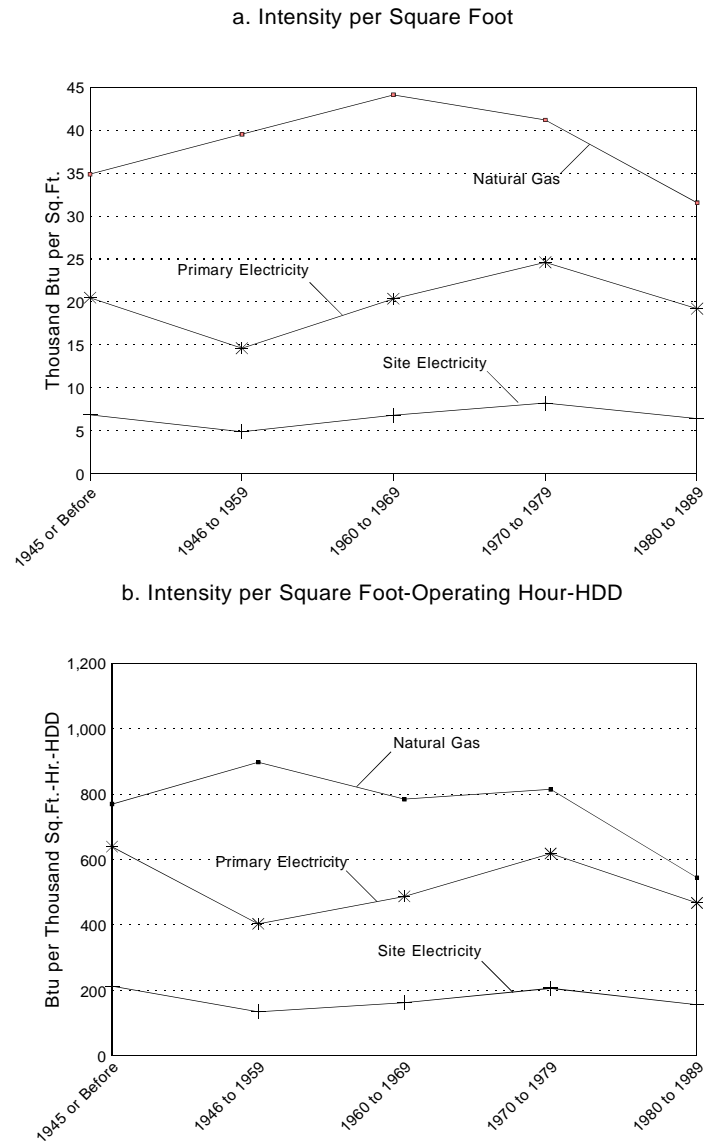 a. Intensity per Square Foot
Thousand Btu per Sq.Ft.
45
40
35
30
25
20
15
10
5
0
Natural Gas
Primary Electricity
Site Electricity
1945 or Before
1946 to 1959
1960 to 1969
1970 to 1979
1980 to 1989
b. Intensity per Square Foot-Operating Hour-HDD
Btu per Thousand Sq.Ft.-Hr.-HDD
1,200
1,000
800
600
400
200
0
Natural Gas
Primary Electricity
Site Electricity
1945 or Before
1946 to 1959
1960 to 1969
1970 to 1979
1980 to 1989